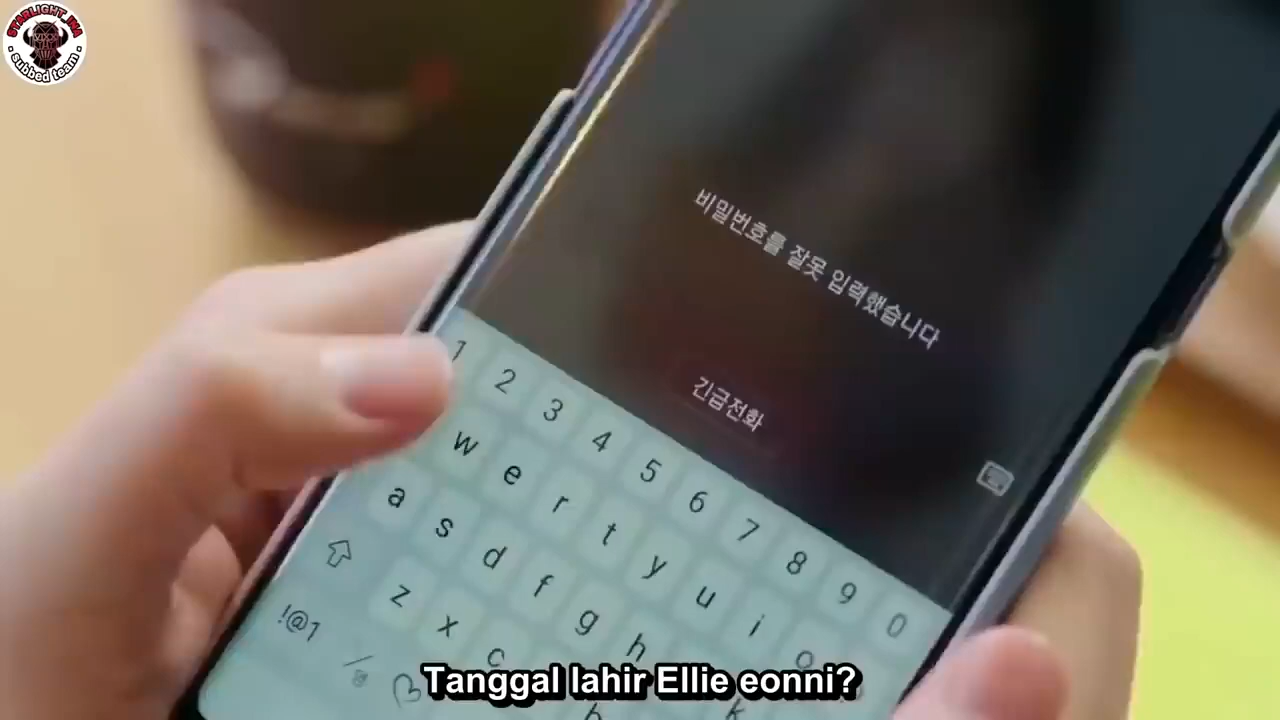 STARLIGHT_INA
subbed team
비밀번호를 잘못 입력했습니다
긴급전화
1 2 3 4 5 6 7 8 9 0
w e r t y u i o
a s d f g h
z x c b k
!@1
Tanggal lahir Ellie eonni?